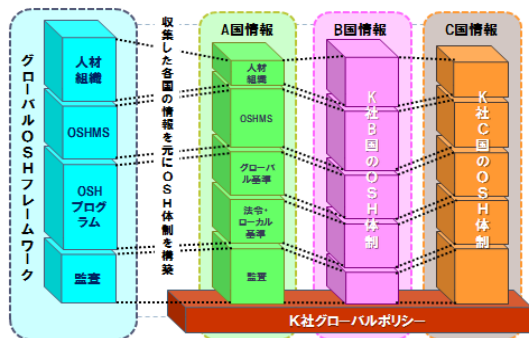 グローバルOSHフレームワーク
人材
組織
OSHMS
OSH
プログラム
監査
収集した各国の情報を元にOSH体制を構築
A国情報
人材
組織
OSHMS
グローバ
ル基準
法令・
ローカル
基準
監査
B国情報
K社B国のOSH体制
C国情報
K社C国のOSH体制
K社グローバルポリシー